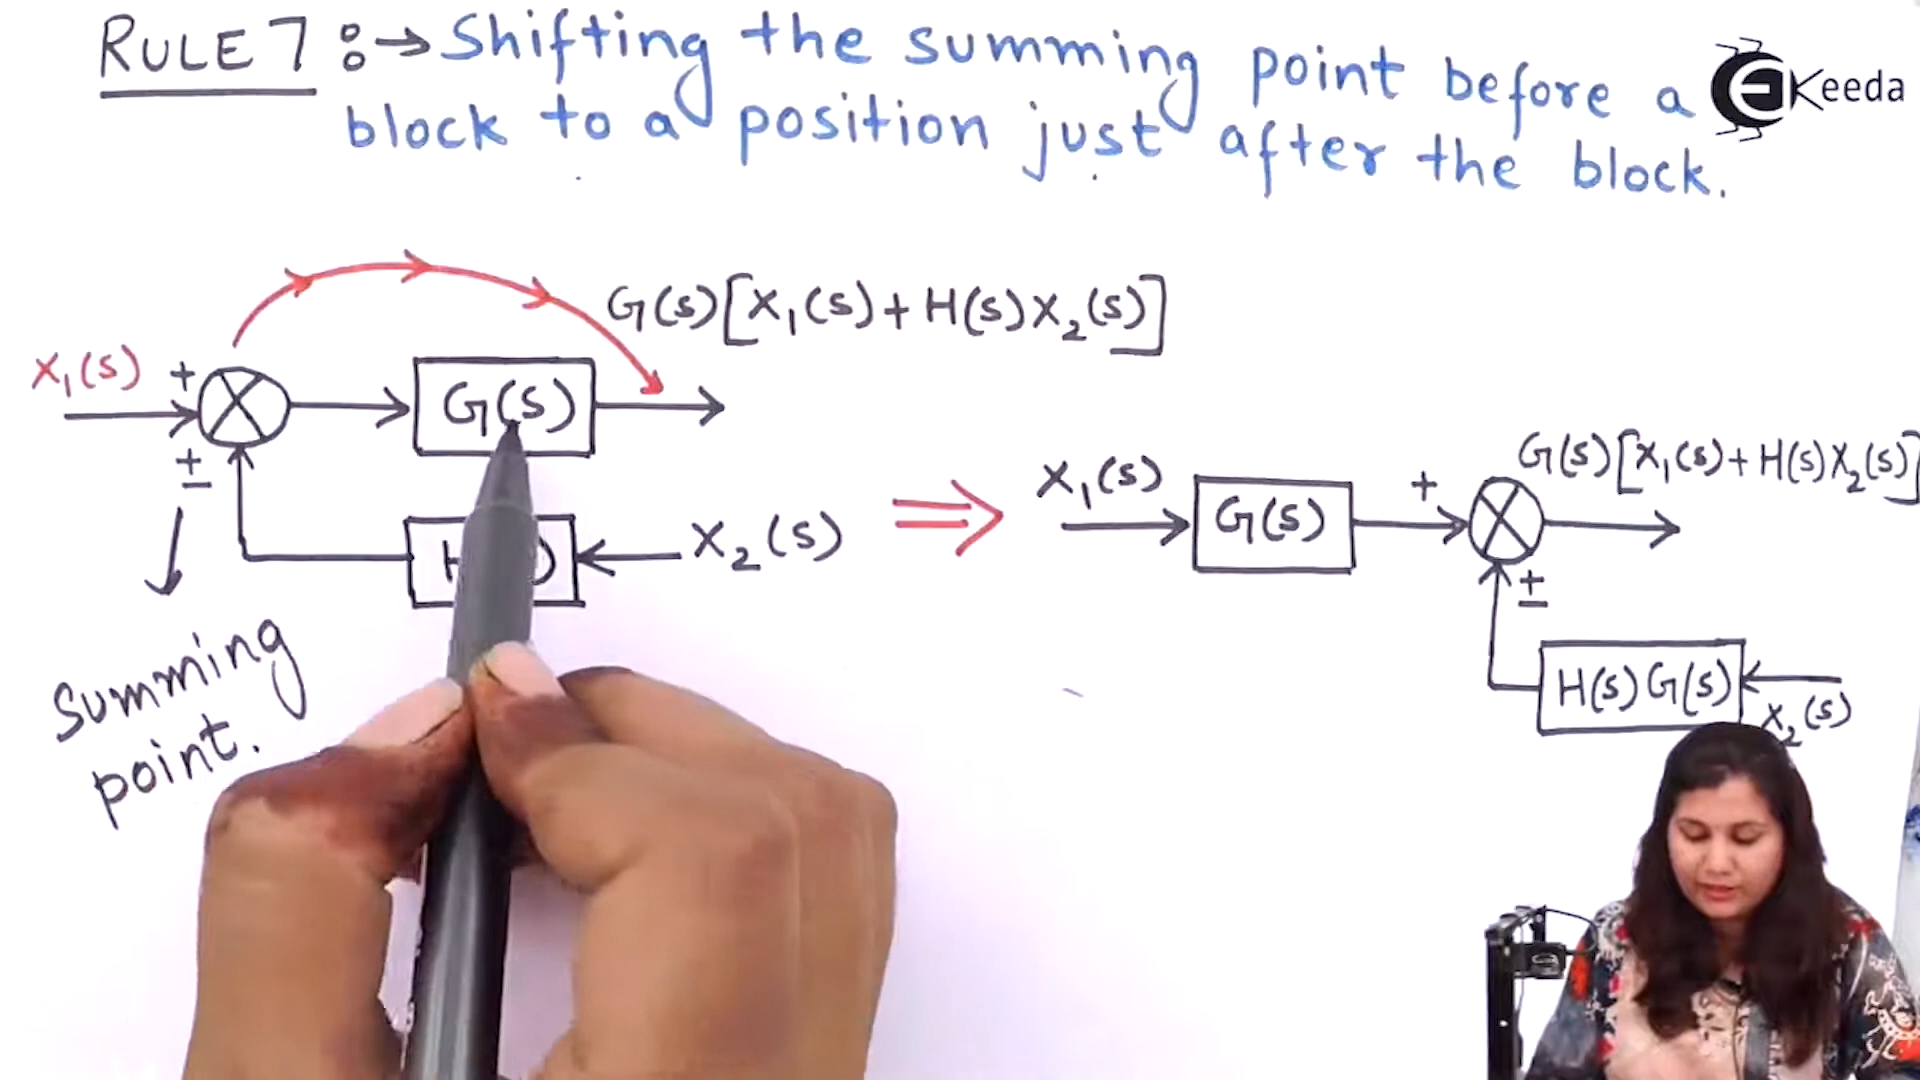 RULE 7 :→ Shifting the summing point before a
block to a position just after the block.
EKeeda
G(s)[X₁(s)+H(s)X₂(s)]
X₁(s)
+
G(s)
±
X₂(s)
Summing
point.
⇒
G(s)[X₁(s)+H(s)X₂(s)]
X₁(s)
G(s)
+
±
H(s)G(s)
X₂(s)